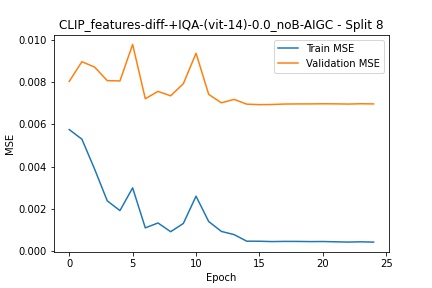 CLIP_features-diff-+IQA-(vit-14)-0.0_noB-AIGC - Split 8
Train MSE
Validation MSE
0.010
0.008
0.006
0.004
0.002
0.000
MSE
0 5 10 15 20 25
Epoch